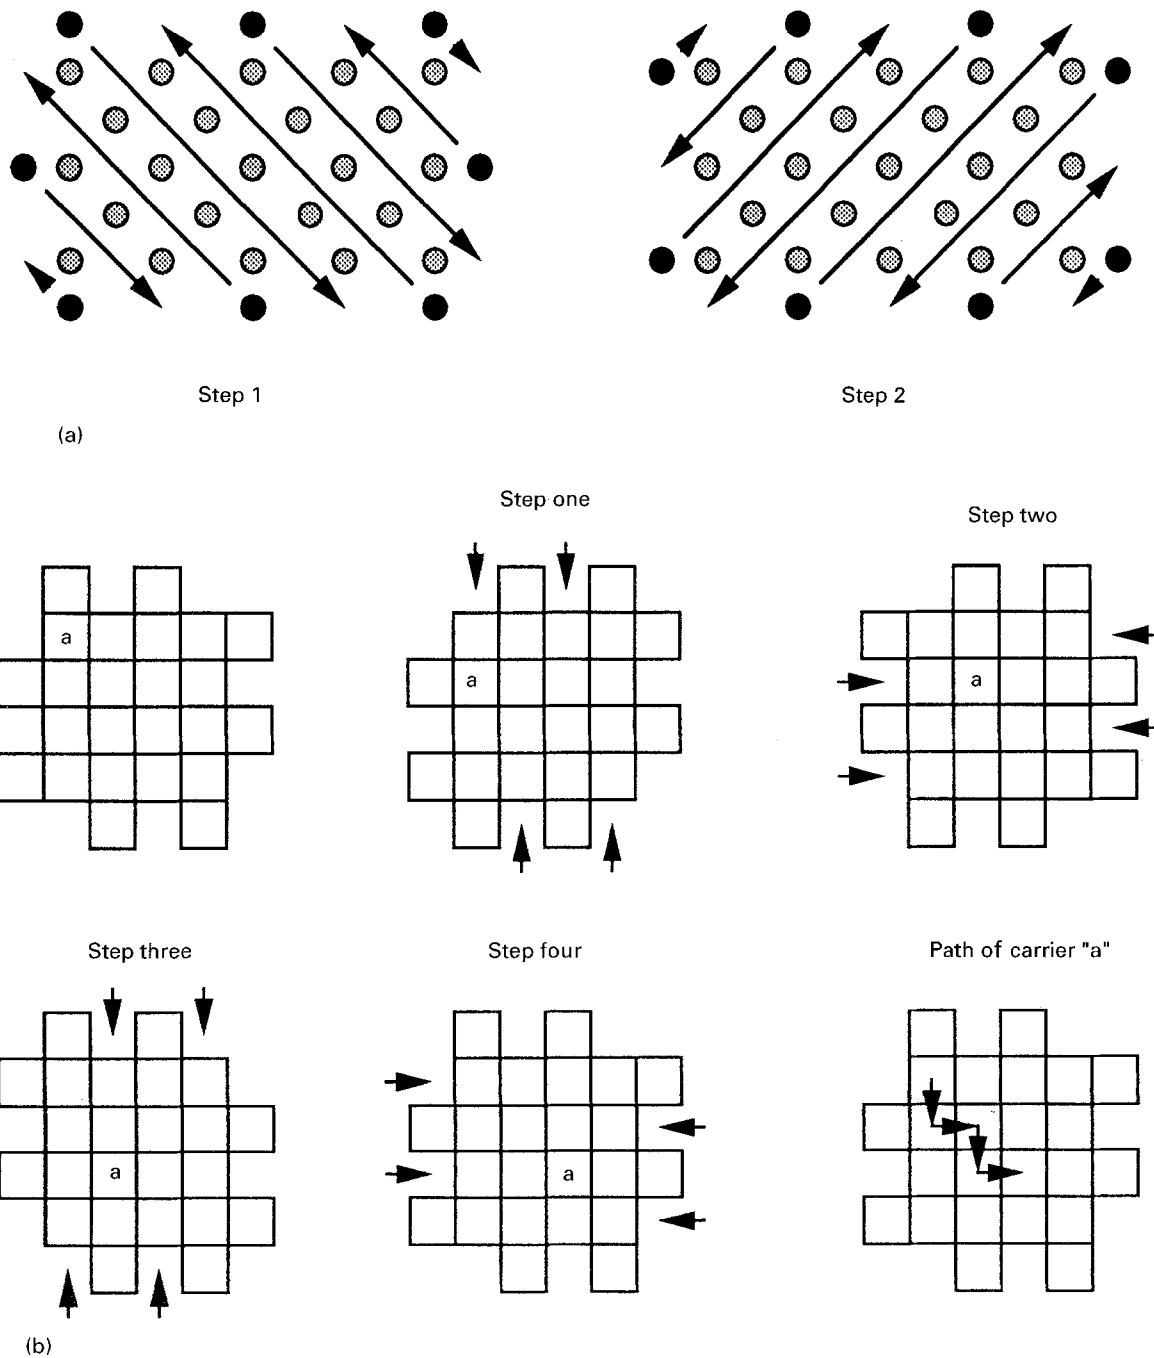 Step 1
Step 2
(a)
Step one
Step two
a
a
a
Step three
Step four
Path of carrier "a"
a
a
(b)